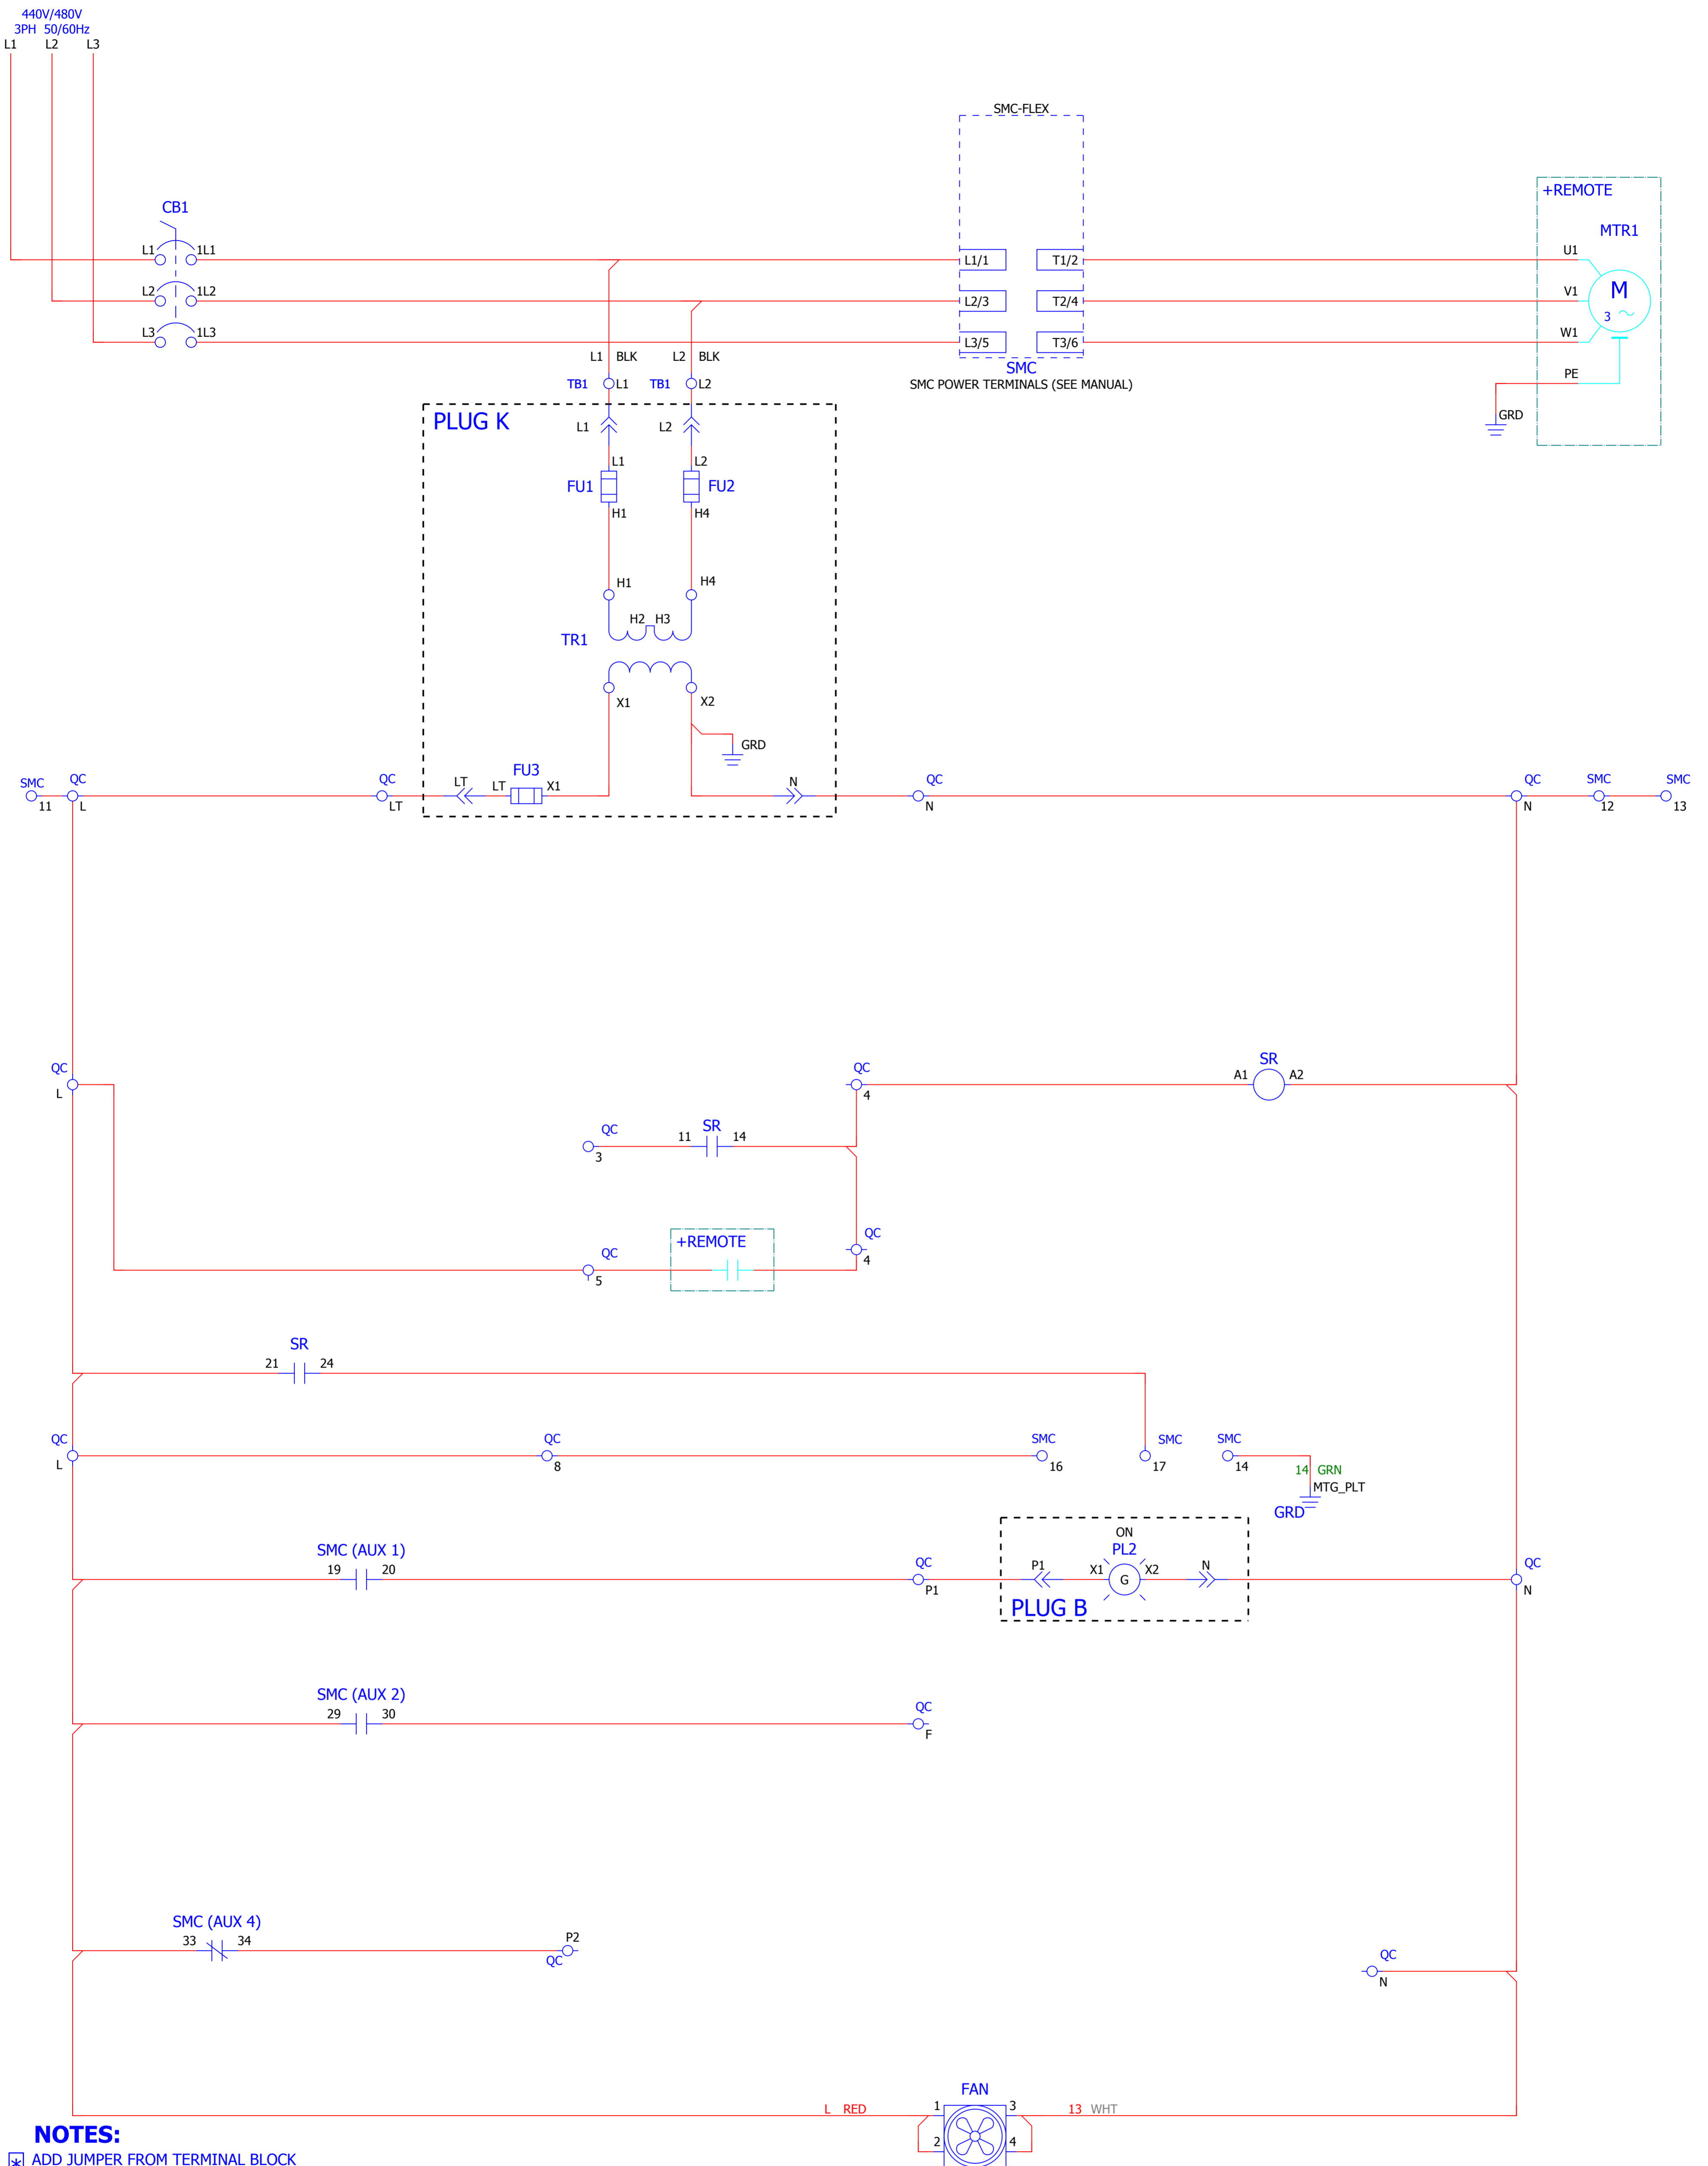 440V/480V
3PH 50/60Hz
L1 L2 L3
SMC-FLEX
+REMOTE
CB1
MTR1
L1 1L1
L1/1 T1/2
U1
L2 1L2
L2/3 T2/4
V1
M
3
L3 1L3
L3/5 T3/6
W1
L1 BLK L2 BLK
SMC
SMC POWER TERMINALS (SEE MANUAL)
PE
TB1 L1 TB1 L2
GRD
PLUG K
L1 L2
L1 L2
FU1 FU2
H1 H4
H1 H4
H2 H3
TR1
X1 X2
GRD
SMC QC QC LT LT FU3 X1 N QC QC SMC SMC
11 L LT N N 12 13
QC QC SR
L 4 A1 A2
QC SR
3 11 14
+REMOTE QC
QC 4
5
SR
21 24
QC QC SMC SMC SMC
L 8 16 17 14
14 GRN
MTG_PLT
GRD
ON
SMC (AUX 1) PL2
19 20 QC P1 X1 G X2 N QC
P1 N
PLUG B
SMC (AUX 2)
29 30 QC
F
SMC (AUX 4)
33 34 P2
QC QC
N
FAN
L RED 1 3 13 WHT
2 4
NOTES:
* ADD JUMPER FROM TERMINAL BLOCK